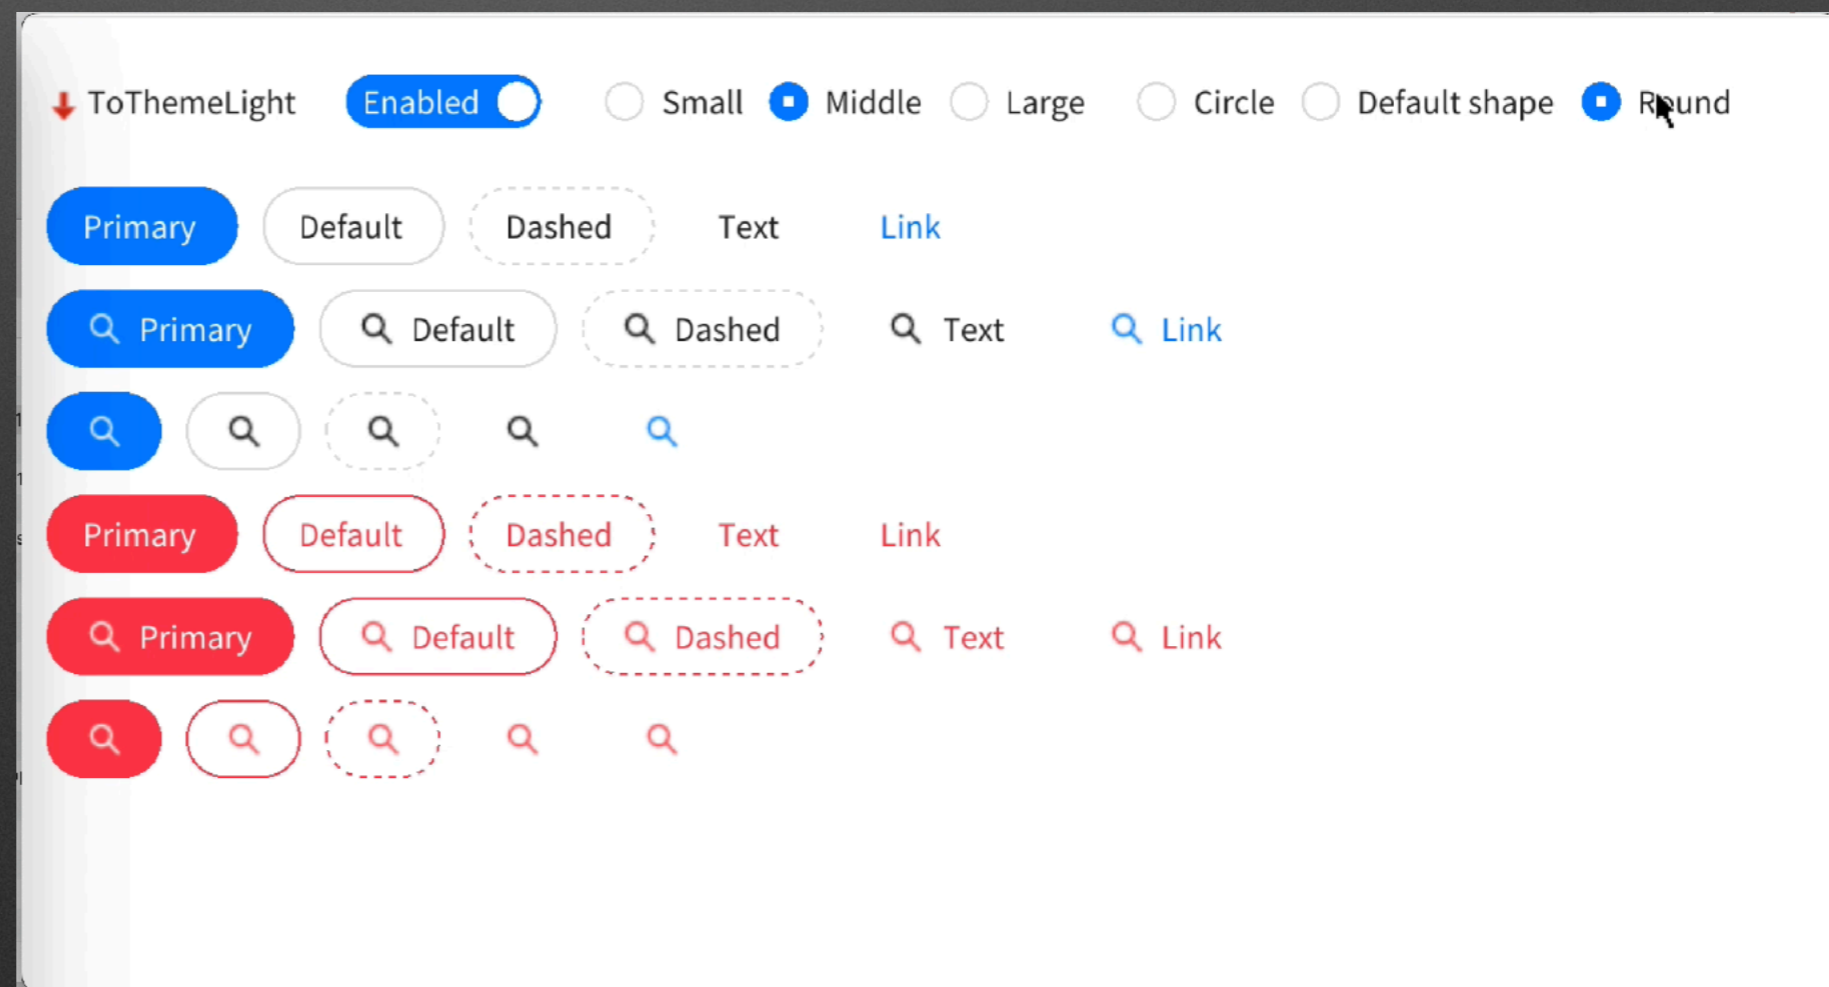 ToThemeLight Enabled Small Middle Large Circle Default shape Round
Primary Default Dashed Text Link
Primary Default Dashed Text Link
Primary Default Dashed Text Link
Primary Default Dashed Text Link